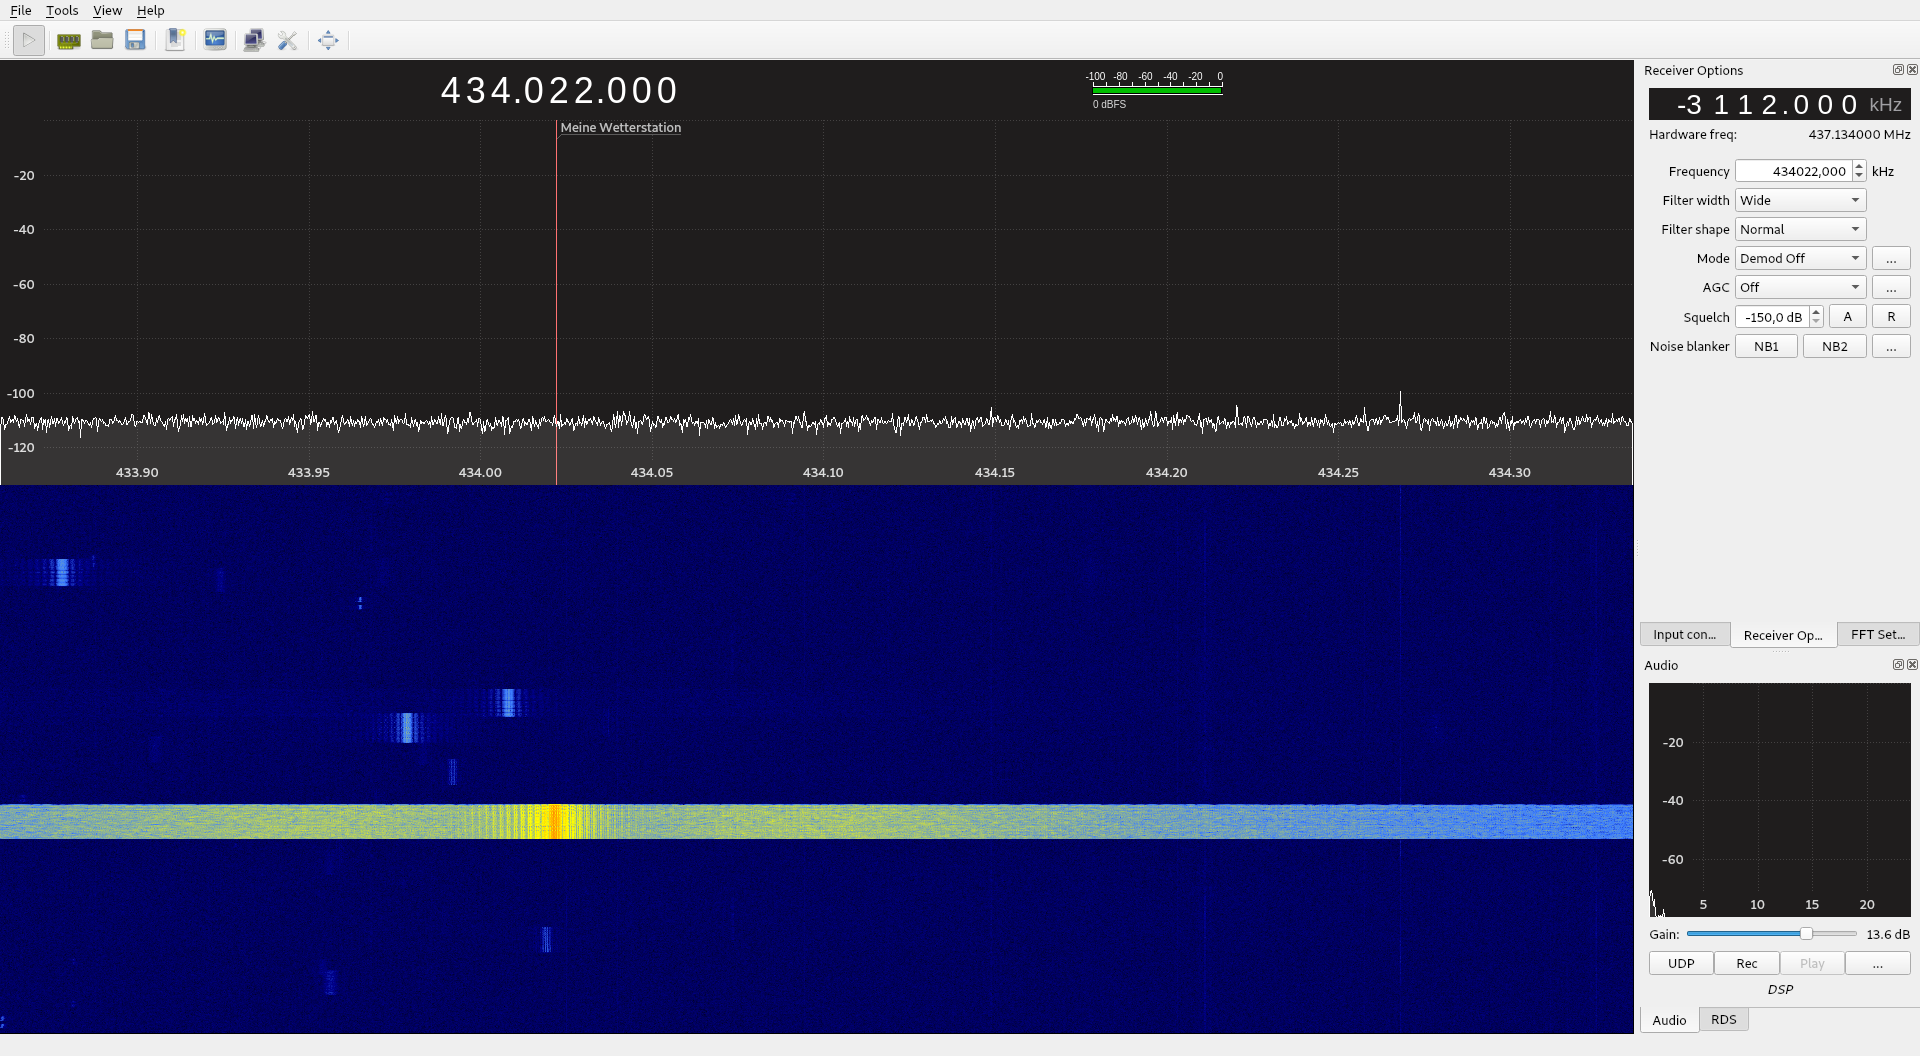 File Tools View Help
434.022.000
-100 -80 -60 -40 -20 0
0 dBFS
Meine Wetterstation
-20
-40
-60
-80
-100
-120
433.90 433.95 434.00 434.05 434.10 434.15 434.20 434.25 434.30
Receiver Options
-3 112.000 kHz
Hardware freq: 437.134000 MHz
Frequency 434022,000 kHz
Filter width Wide
Filter shape Normal
Mode Demod Off ...
AGC Off ...
Squelch -150,0 dB A R
Noise blanker NB1 NB2 ...
Input con... Receiver Op... FFT Set...
Audio
-20
-40
-60
5 10 15 20
Gain: 13.6 dB
UDP Rec Play ...
DSP
Audio RDS